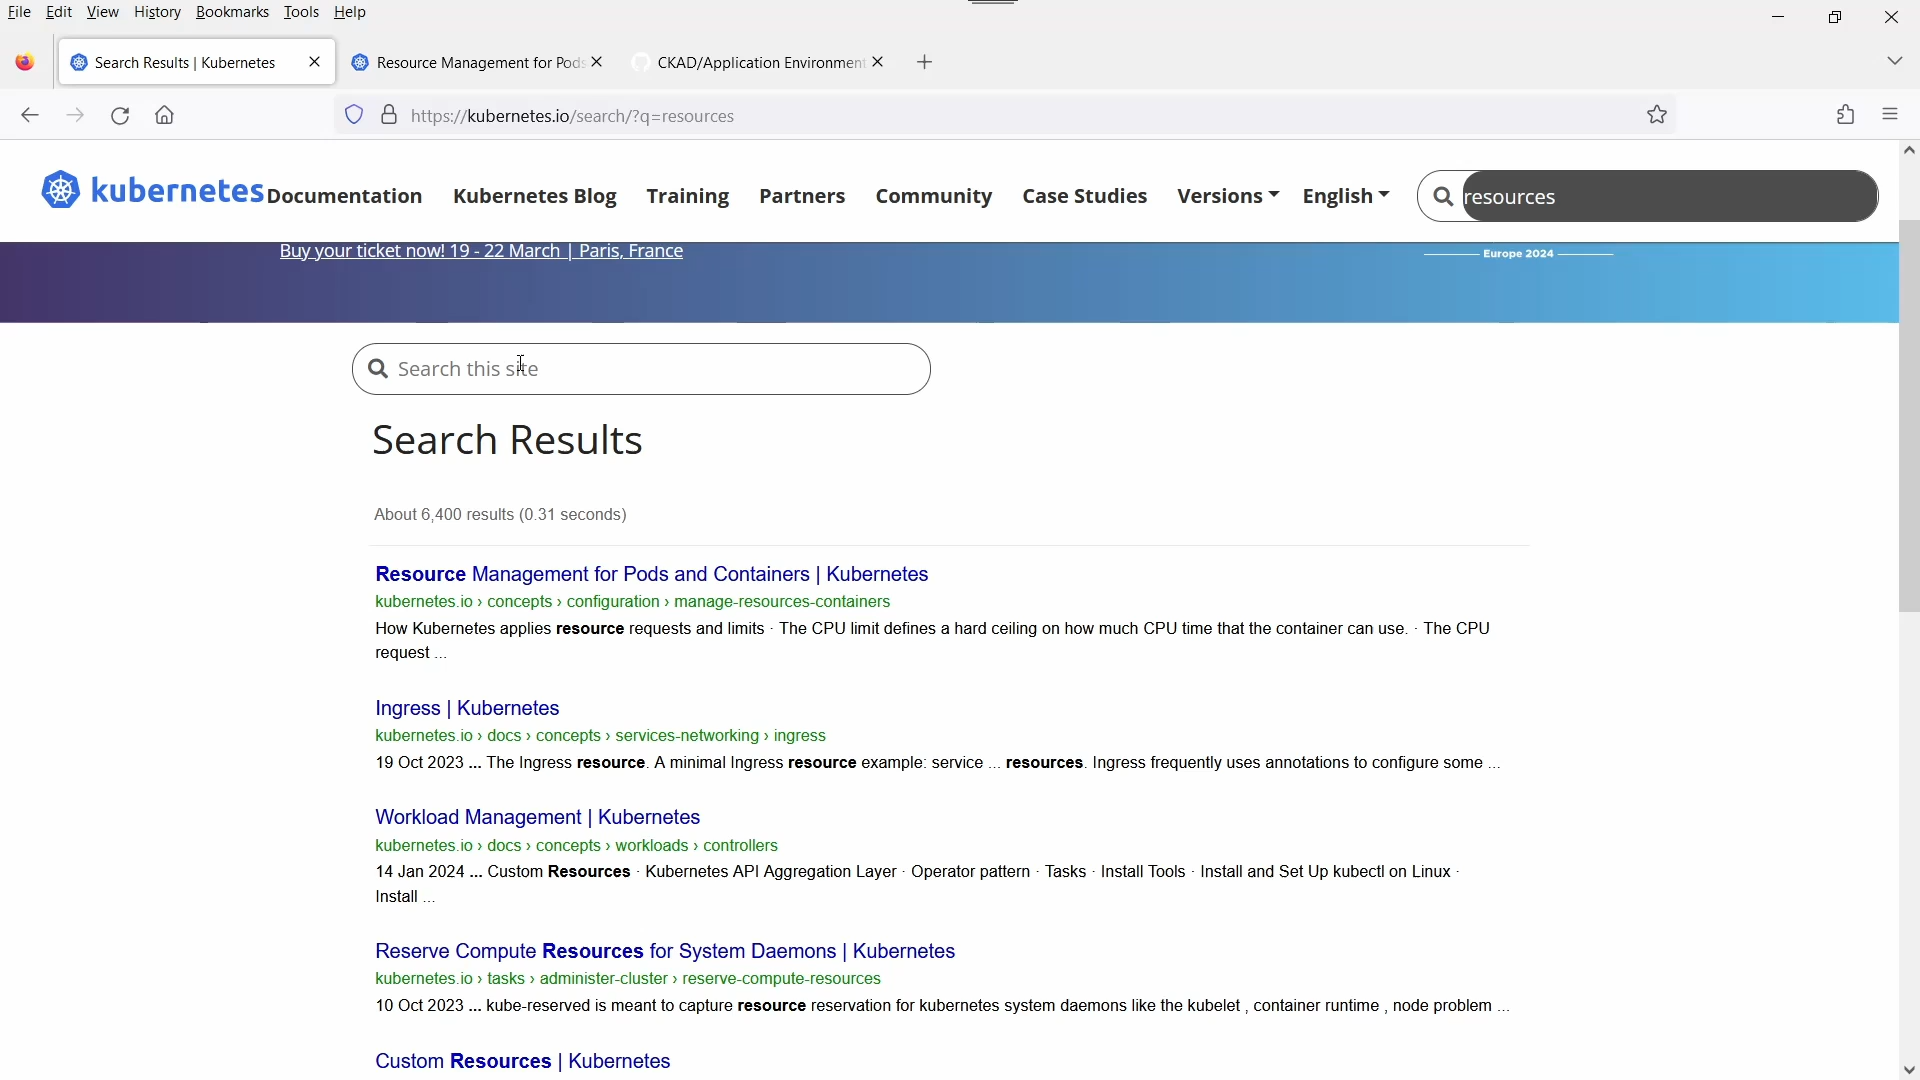 File Edit View History Bookmarks Tools Help
Search Results | Kubernetes
Resource Management for Pods
CKAD/Application Environment
https://kubernetes.io/search/?q=resources
kubernetes Documentation Kubernetes Blog Training Partners Community Case Studies Versions English resources
Buy your ticket now! 19 - 22 March | Paris, France
Europe 2024
Search this site
Search Results
About 6,400 results (0.31 seconds)
Resource Management for Pods and Containers | Kubernetes
kubernetes.io › concepts › configuration › manage-resources-containers
How Kubernetes applies resource requests and limits · The CPU limit defines a hard ceiling on how much CPU time that the container can use. · The CPU
request ...
Ingress | Kubernetes
kubernetes.io › docs › concepts › services-networking › ingress
19 Oct 2023 ... The Ingress resource. A minimal Ingress resource example: service ... resources. Ingress frequently uses annotations to configure some ...
Workload Management | Kubernetes
kubernetes.io › docs › concepts › workloads › controllers
14 Jan 2024 ... Custom Resources · Kubernetes API Aggregation Layer · Operator pattern · Tasks · Install Tools · Install and Set Up kubectl on Linux ·
Install ...
Reserve Compute Resources for System Daemons | Kubernetes
kubernetes.io › tasks › administer-cluster › reserve-compute-resources
10 Oct 2023 ... kube-reserved is meant to capture resource reservation for kubernetes system daemons like the kubelet , container runtime , node problem ...
Custom Resources | Kubernetes